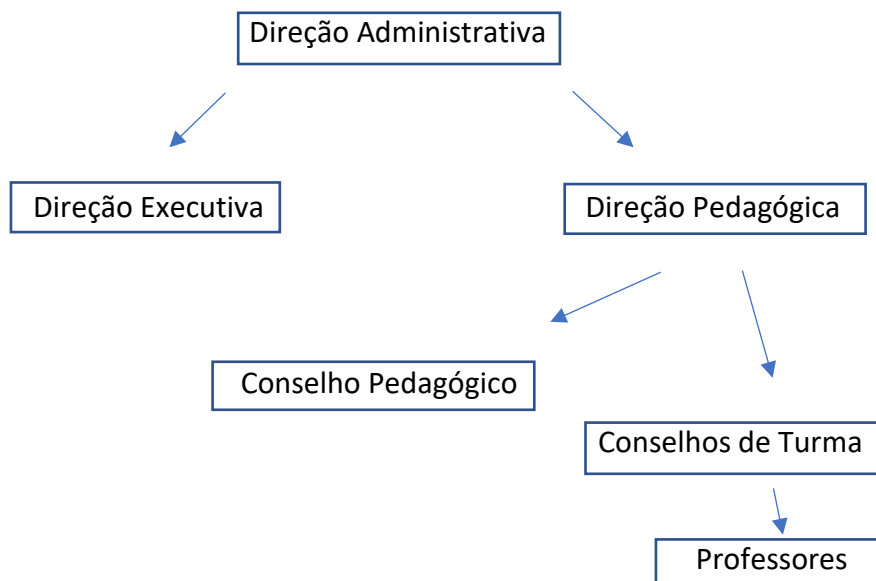 Direção Administrativa
Direção Executiva
Direção Pedagógica
Conselho Pedagógico
Conselhos de Turma
Professores